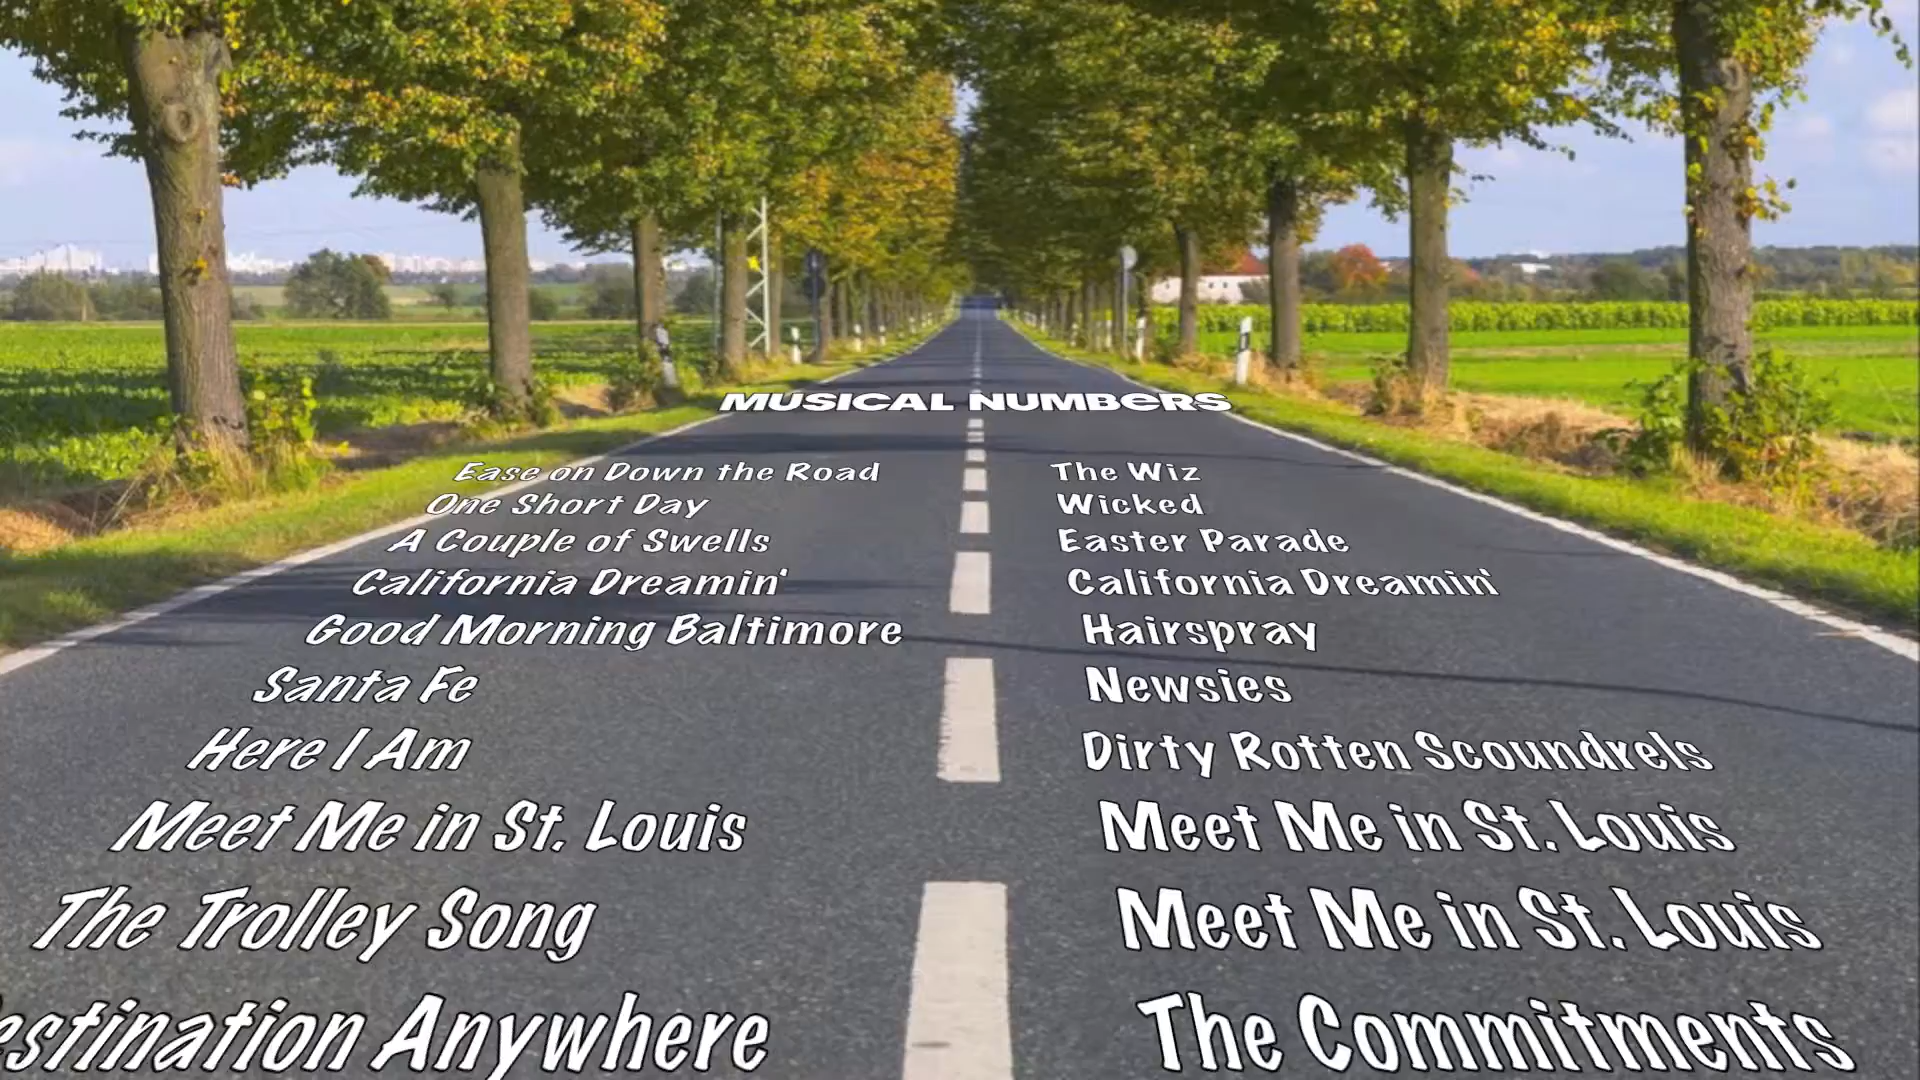 MUSICAL NUMBERS
Ease on Down the Road The Wiz
One Short Day Wicked
A Couple of Swells Easter Parade
California Dreamin' California Dreamin'
Good Morning Baltimore Hairspray
Santa Fe Newsies
Here I Am Dirty Rotten Scoundrels
Meet Me in St. Louis Meet Me in St. Louis
The Trolley Song Meet Me in St. Louis
estination Anywhere The Commitments